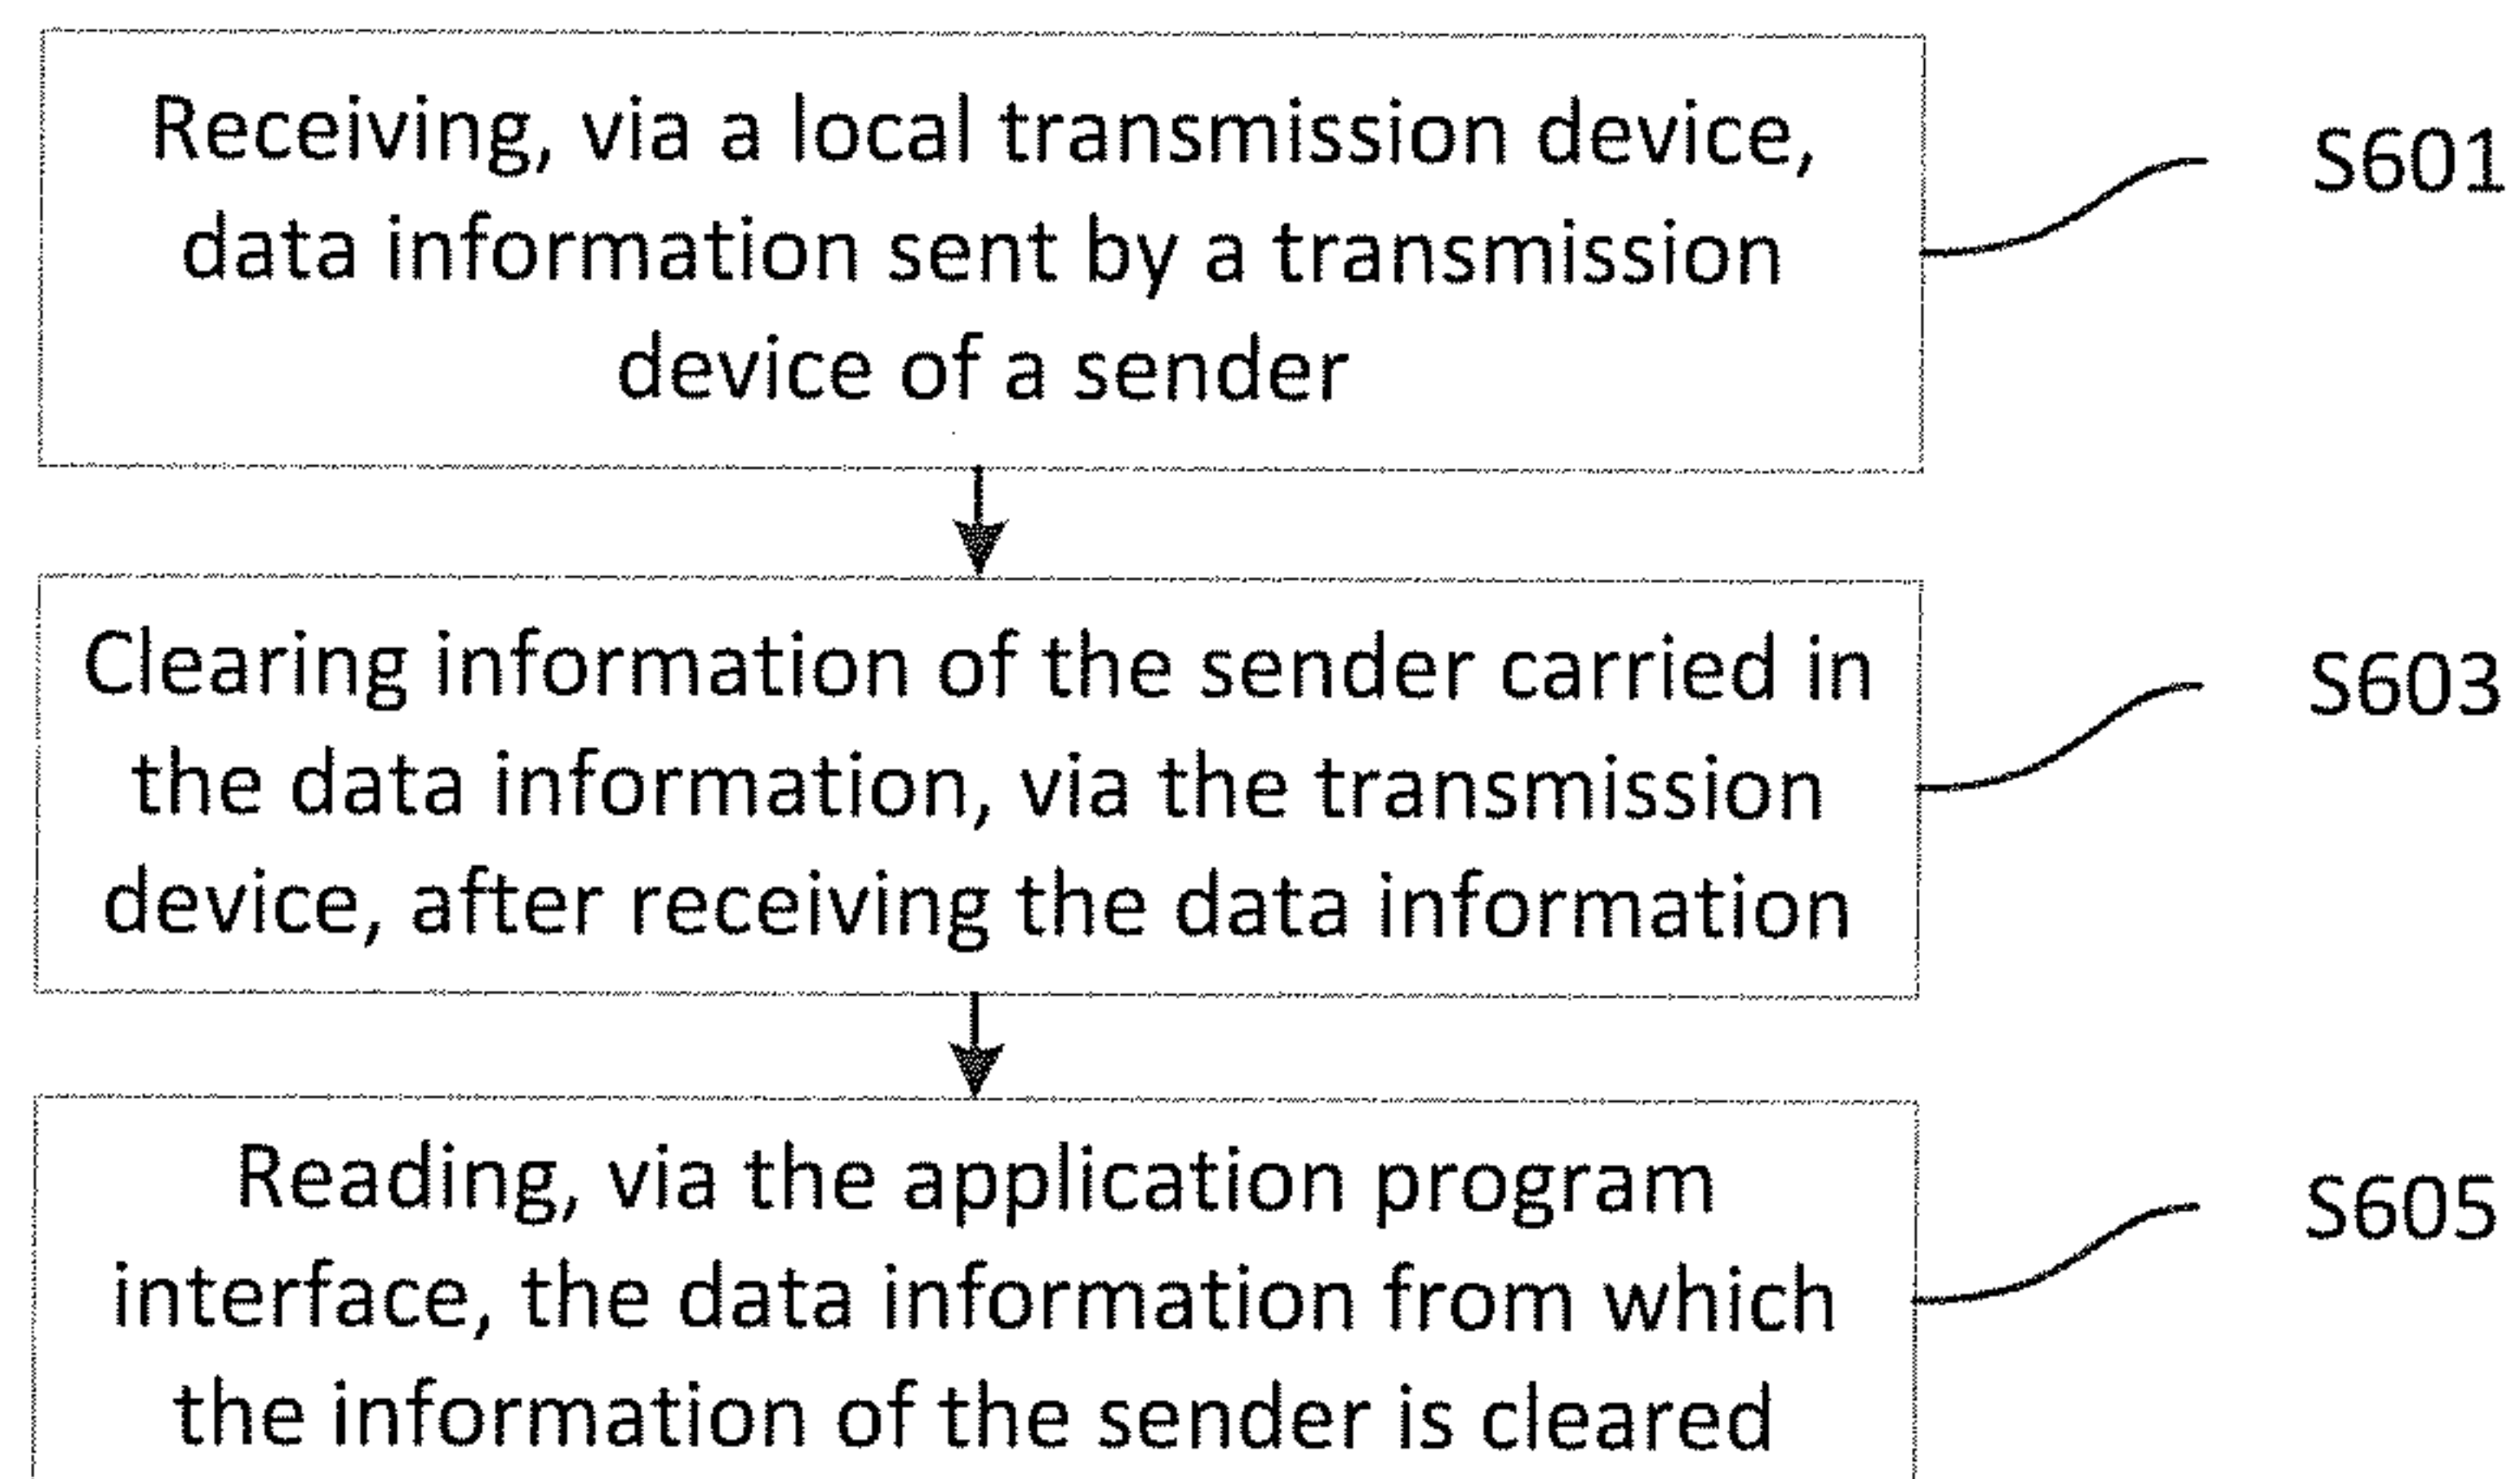 Receiving, via a local transmission device,
data information sent by a transmission
device of a sender
S601
Clearing information of the sender carried in
the data information, via the transmission
device, after receiving the data information
S603
Reading, via the application program
interface, the data information from which
the information of the sender is cleared
S605